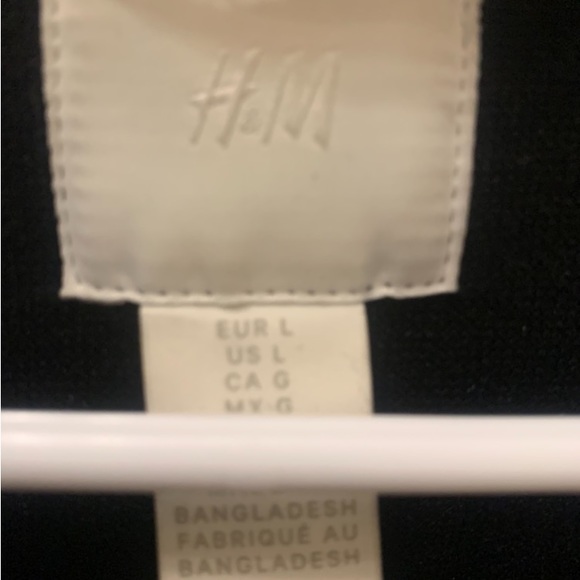 H&M
EUR L
US L
CA G
MX G
BANGLADESH
FABRIQUÉ AU
BANGLADESH